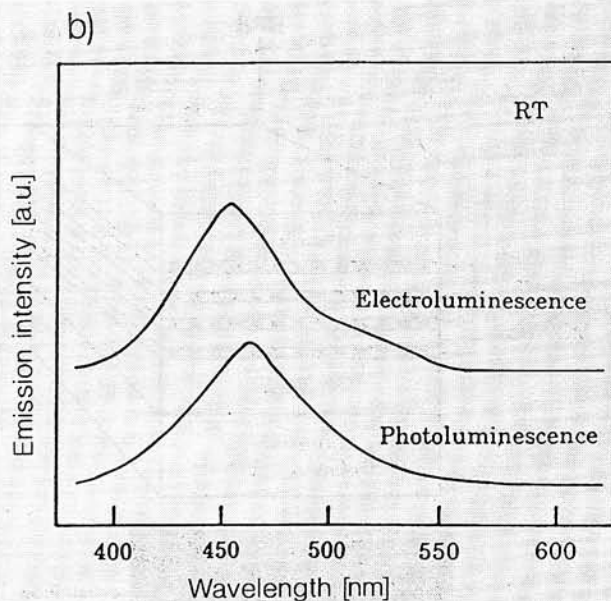 b)
RT
Emission intensity [a.u.]
Electroluminescence
Photoluminescence
400 450 500 550 600
Wavelength [nm]